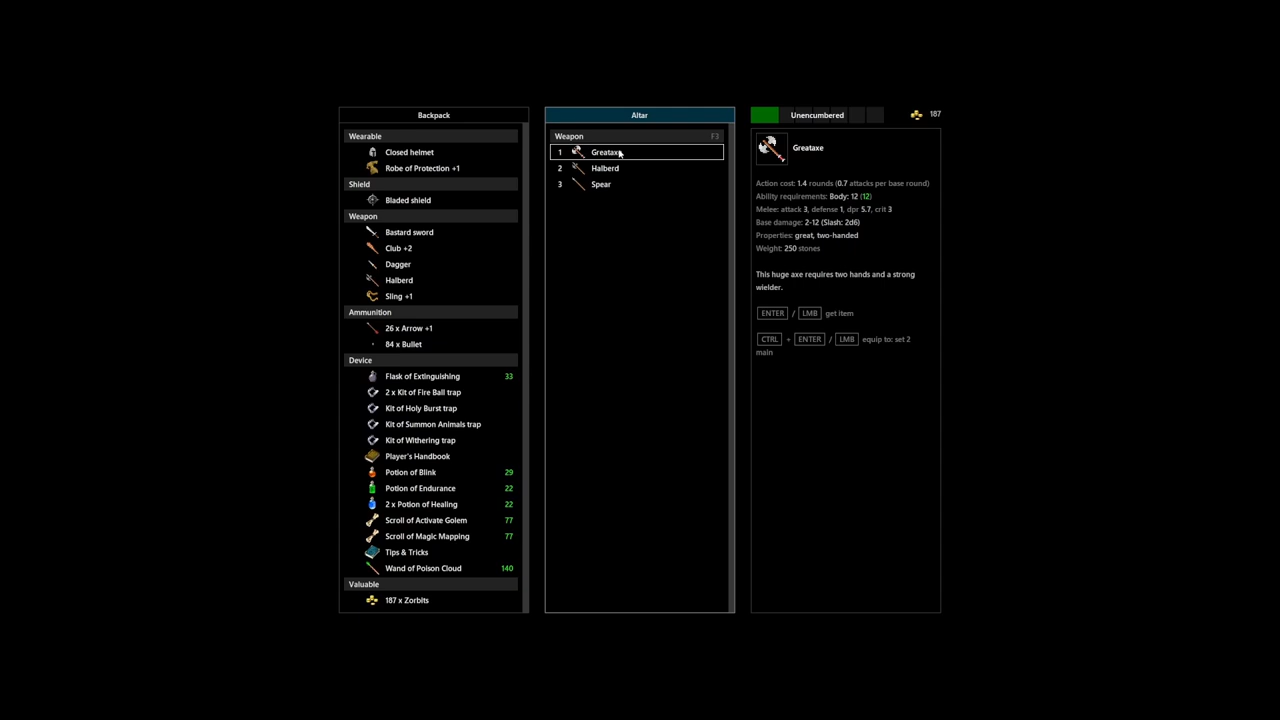 Backpack
Wearable
Closed helmet
Robe of Protection +1
Shield
Bladed shield
Weapon
Bastard sword
Club +2
Dagger
Halberd
Sling +1
Ammunition
26 x Arrow +1
84 x Bullet
Device
Flask of Extinguishing 33
2 x Kit of Fire Ball trap
Kit of Holy Burst trap
Kit of Summon Animals trap
Kit of Withering trap
Player's Handbook
Potion of Blink 29
Potion of Endurance 22
2 x Potion of Healing 22
Scroll of Activate Golem 77
Scroll of Magic Mapping 77
Tips & Tricks
Wand of Poison Cloud 140
Valuable
187 x Zorbits
Altar
Weapon F3
1 Greataxe
2 Halberd
3 Spear
Unencumbered 187
Greataxe
Action cost: 1.4 rounds (0.7 attacks per base round)
Ability requirements: Body: 12 (12)
Melee: attack 3, defense 1, dpr 5.7, crit 3
Base damage: 2-12 (Slash: 2d6)
Properties: great, two-handed
Weight: 250 stones
This huge axe requires two hands and a strong
wielder.
ENTER / LMB get item
CTRL + ENTER / LMB equip to: set 2
main